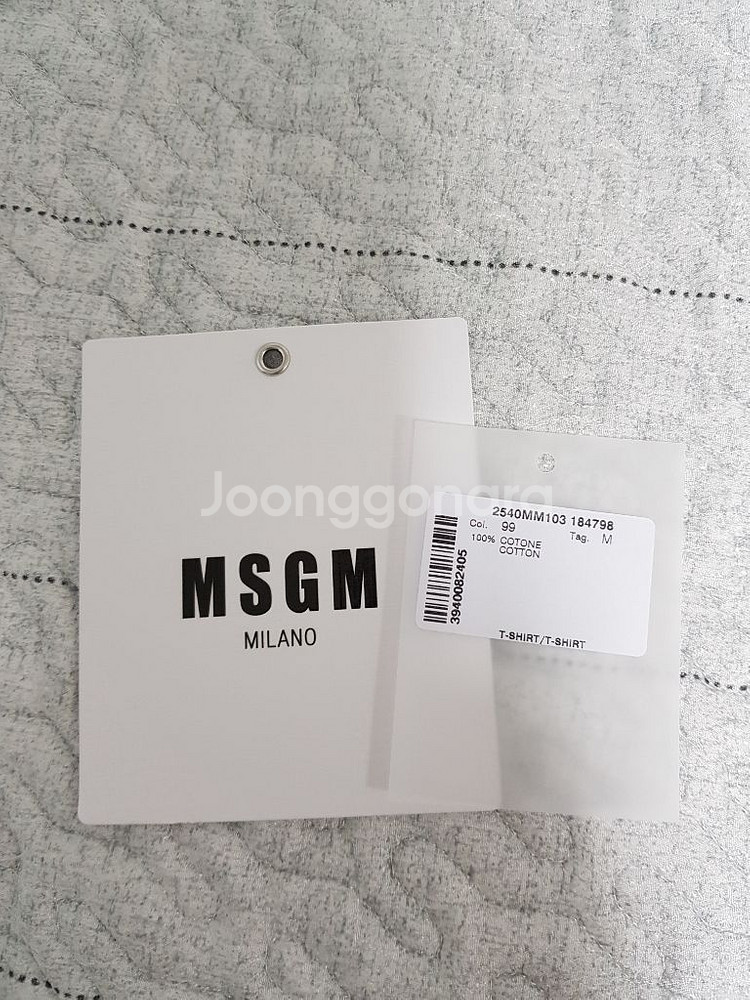 Joonggonara
MSGM
MILANO
2540MM103 184798
Col. 99 Tag. M
100% COTONE
COTTON
3940082405
T-SHIRT/T-SHIRT